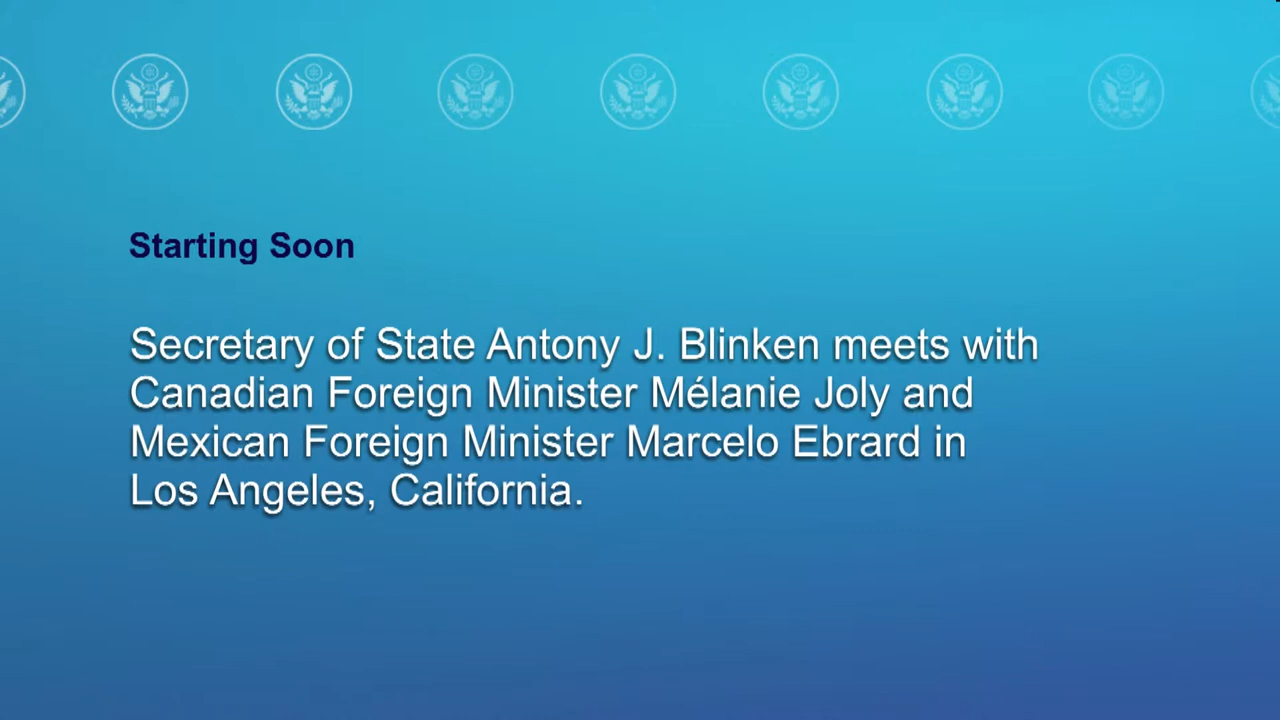 Starting Soon
Secretary of State Antony J. Blinken meets with
Canadian Foreign Minister Mélanie Joly and
Mexican Foreign Minister Marcelo Ebrard in
Los Angeles, California.